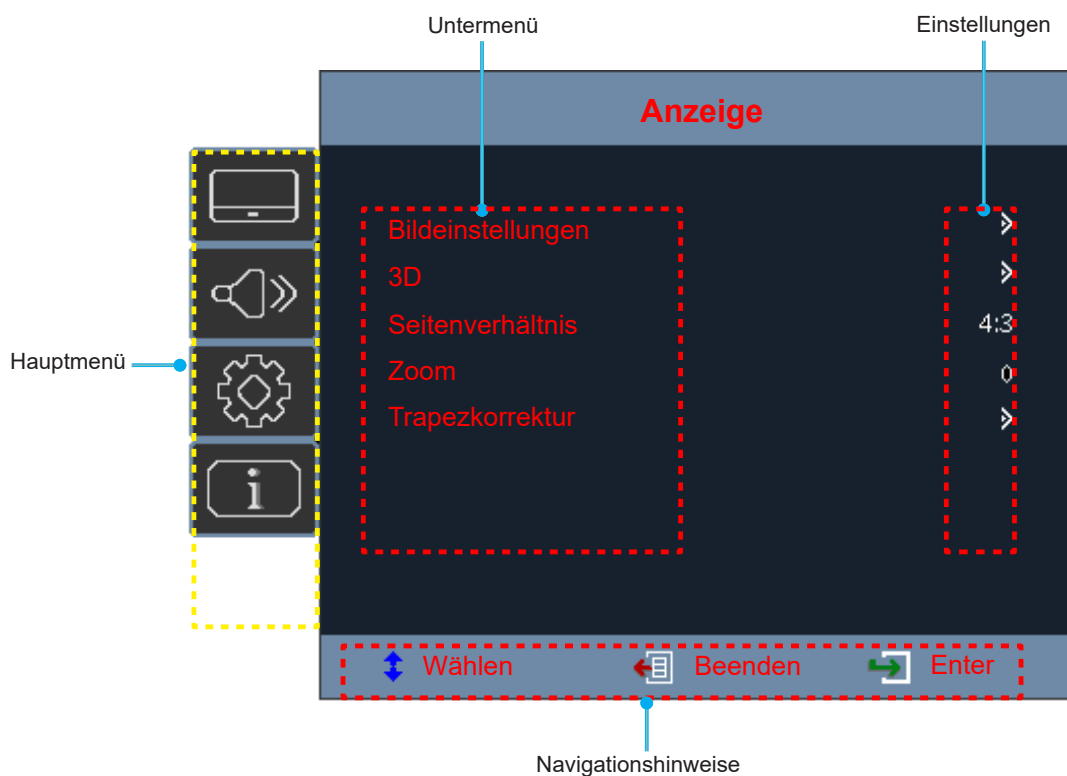 Untermenü
Einstellungen
Anzeige
Bildeinstellungen
3D
Seitenverhältnis 4:3
Zoom 0
Trapezkorrektur
Hauptmenü
i
Wählen Beenden Enter
Navigationshinweise